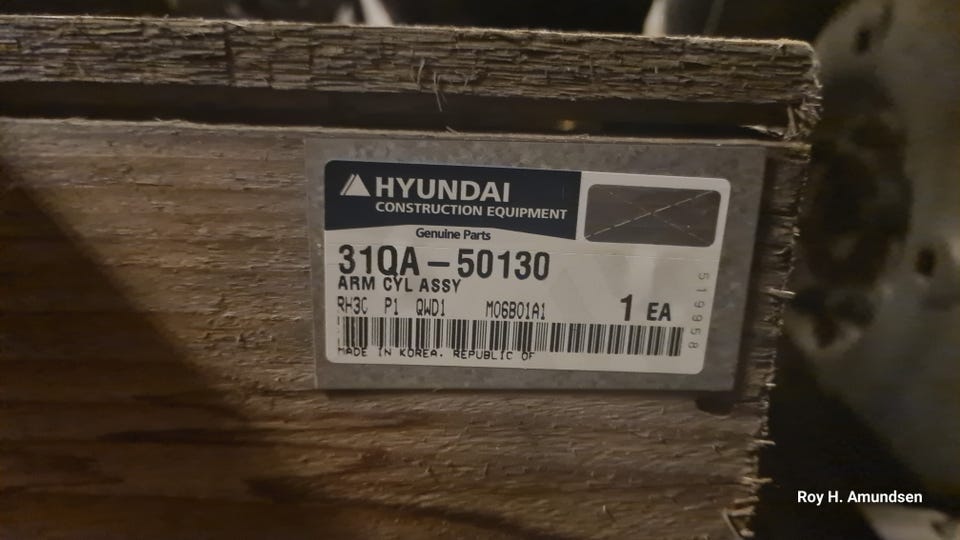 HYUNDAI
CONSTRUCTION EQUIPMENT
Genuine Parts
31QA-50130
ARM CYL ASSY
RH3C P1 QWD1 M06B01A1 1 EA
MADE IN KOREA. REPUBLIC OF
519958
Roy H. Amundsen